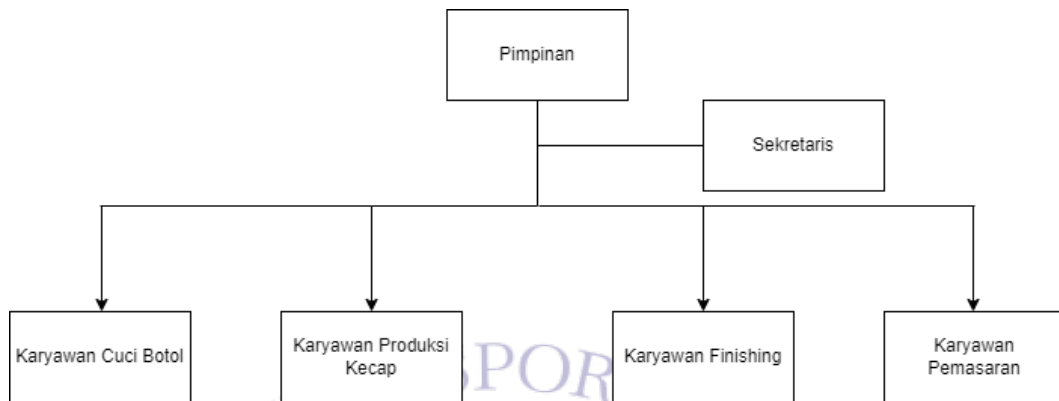 Pimpinan
Sekretaris
Karyawan Cuci Botol
Karyawan Produksi
Kecap
Karyawan Finishing
Karyawan
Pemasaran